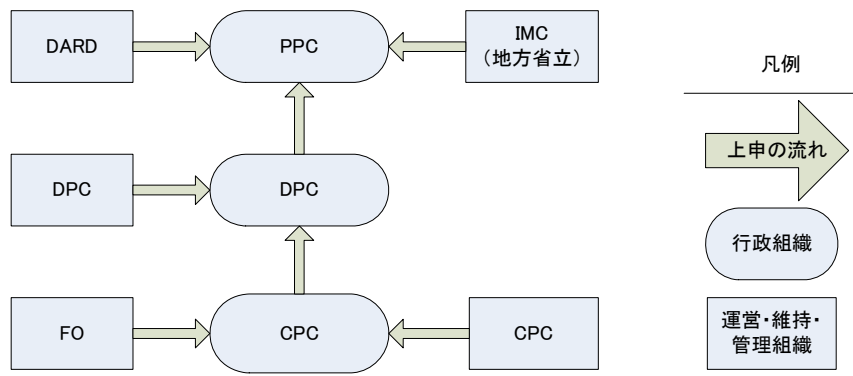 DARD
PPC
IMC
（地方省立）
DPC
DPC
FO
CPC
CPC
凡例
上申の流れ
行政組織
運営・維持・
管理組織